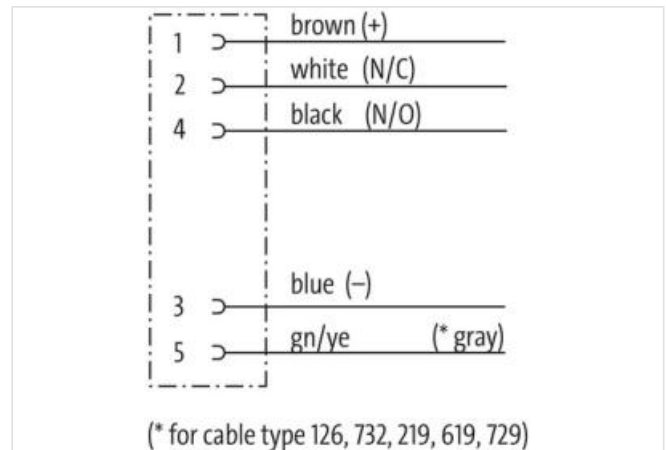 1 brown (+)
2 white (N/C)
4 black (N/O)
3 blue (–)
5 gn/ye (* gray)
(* for cable type 126, 732, 219, 619, 729)